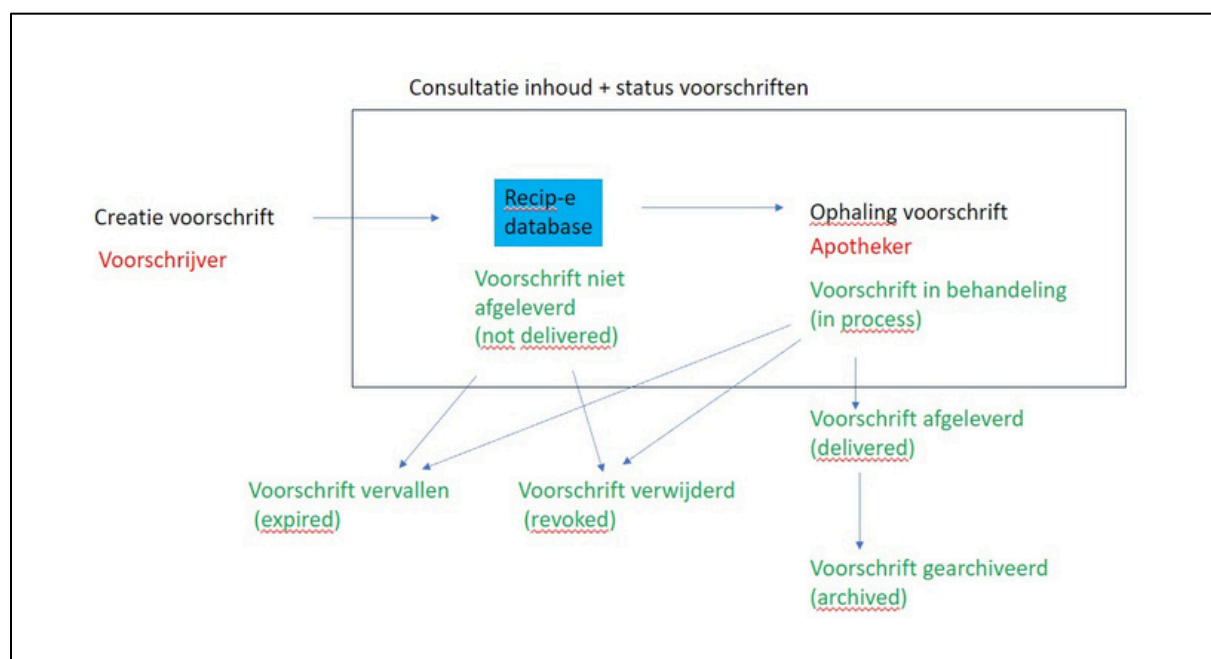 Consultatie inhoud + status voorschriften
Creatie voorschrift
Voorschrijver
Recip-e
database
Voorschrift niet
afgeleverd
(not delivered)
Ophaling voorschrift
Apotheker
Voorschrift in behandeling
(in process)
Voorschrift afgeleverd
(delivered)
Voorschrift vervallen
(expired)
Voorschrift verwijderd
(revoked)
Voorschrift gearchiveerd
(archived)